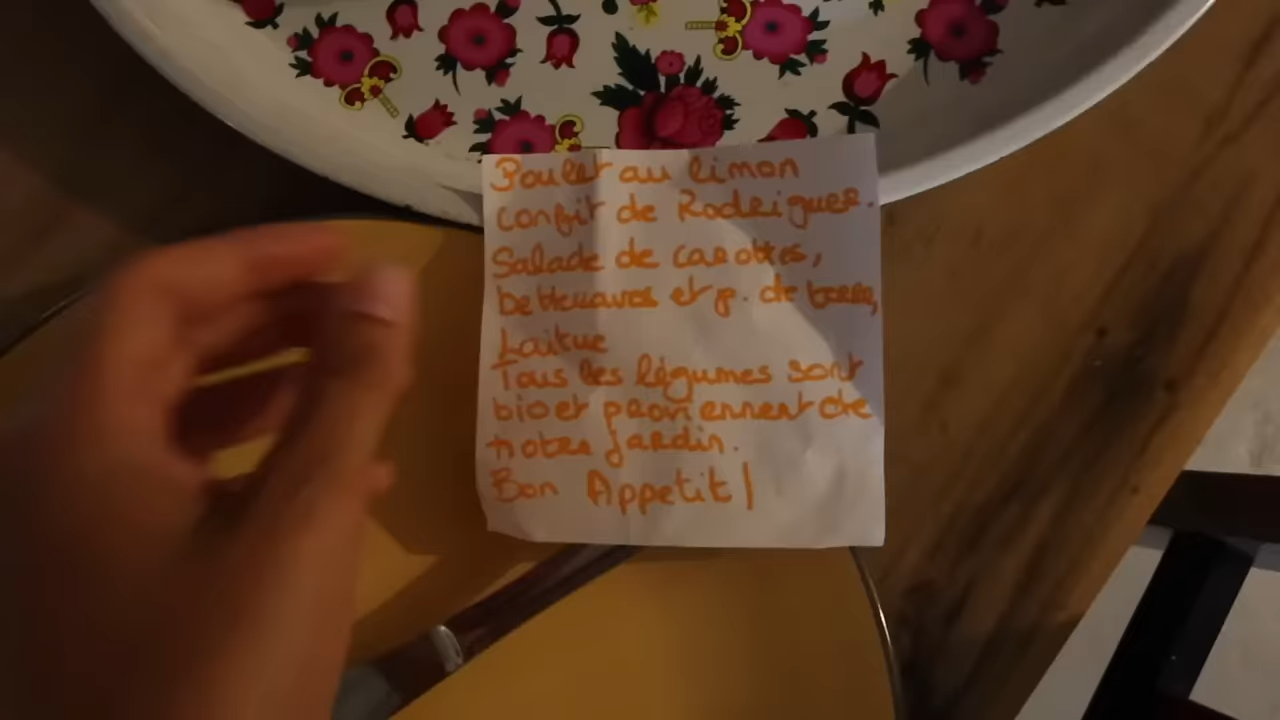 Poulet au limon
confit de Rodriguez.
Salade de carottes,
betteraves et p. de terre,
Laitue
Tous les légumes sont
bio et proviennent de
notre jardin.
Bon Appetit!